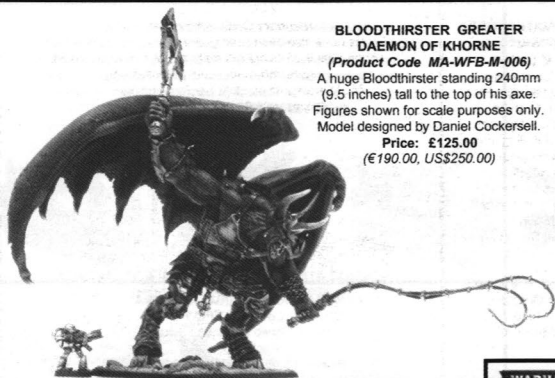 BLOODTHIRSTER GREATER
DAEMON OF KHORNE
(Product Code MA-WFB-M-006)
A huge Bloodthirster standing 240mm
(9.5 inches) tall to the top of his axe.
Figures shown for scale purposes only.
Model designed by Daniel Cockersell.
Price: £125.00
(€190.00, US$250.00)